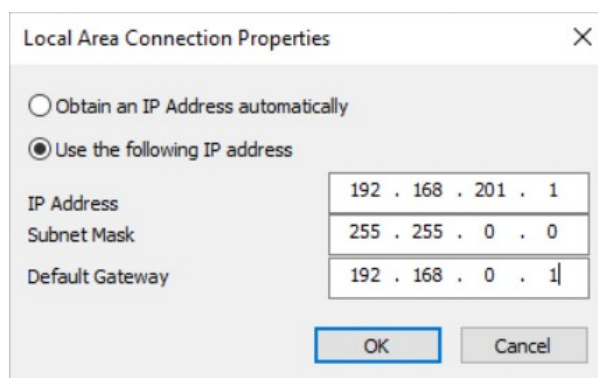 Local Area Connection Properties
Obtain an IP Address automatically
Use the following IP address
IP Address 192 . 168 . 201 . 1
Subnet Mask 255 . 255 . 0 . 0
Default Gateway 192 . 168 . 0 . 1
OK Cancel